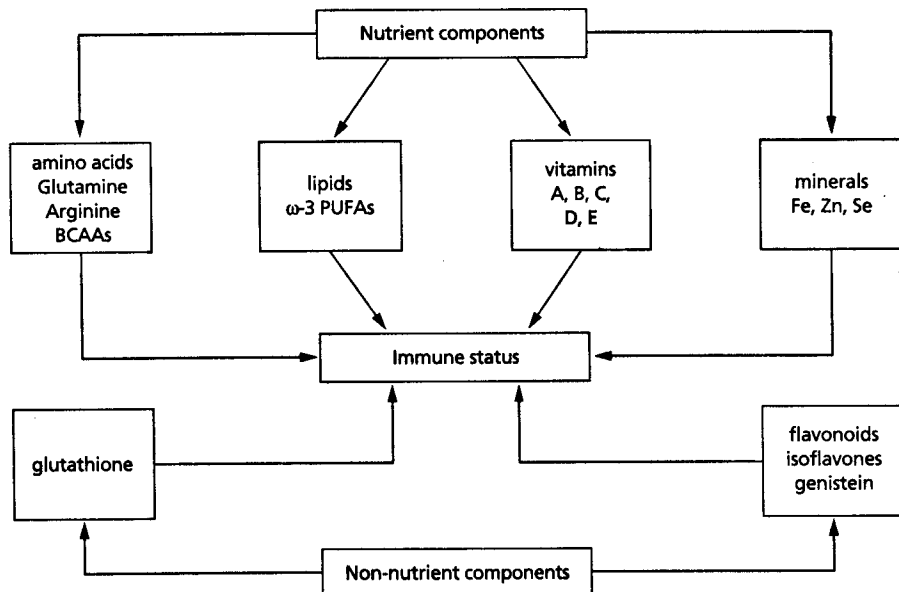 Nutrient components
amino acids
Glutamine
Arginine
BCAAs
lipids
ω-3 PUFAs
vitamins
A, B, C,
D, E
minerals
Fe, Zn, Se
Immune status
glutathione
flavonoids
isoflavones
genistein
Non-nutrient components